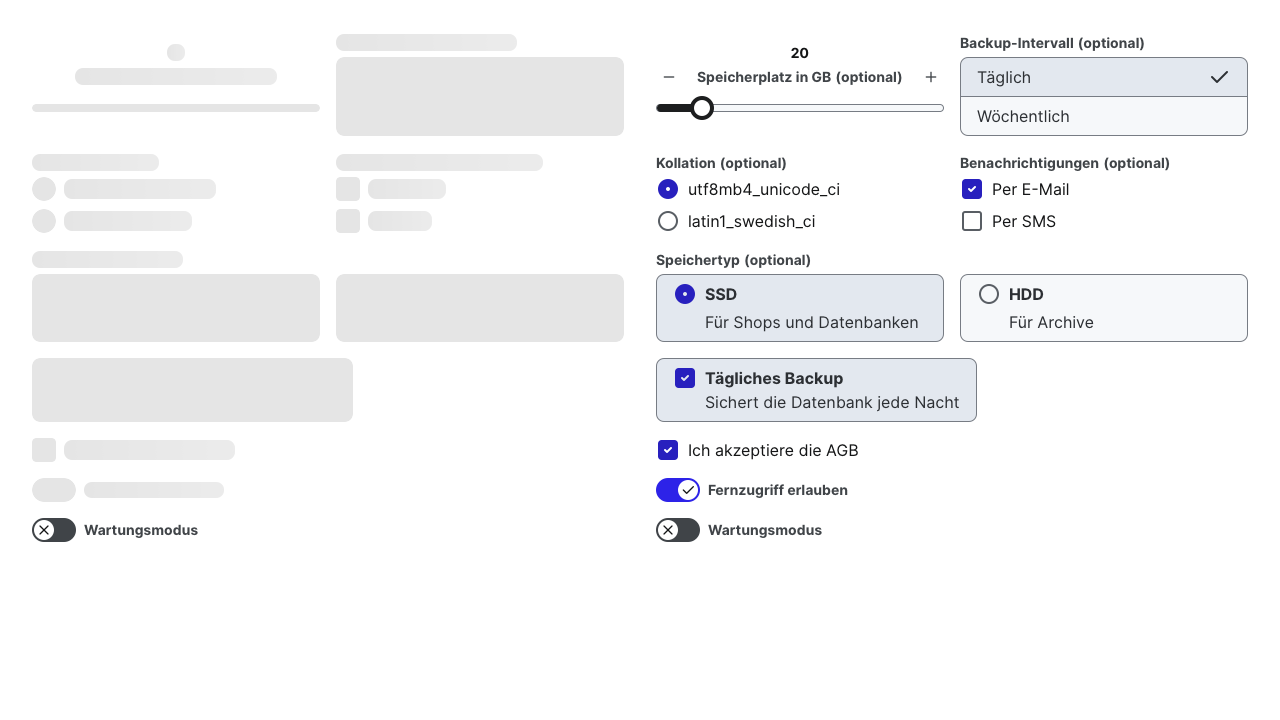 20
Speicherplatz in GB (optional)
Backup-Intervall (optional)
Täglich
Wöchentlich
Kollation (optional)
utf8mb4_unicode_ci
latin1_swedish_ci
Benachrichtigungen (optional)
Per E-Mail
Per SMS
Speichertyp (optional)
SSD
Für Shops und Datenbanken
HDD
Für Archive
Tägliches Backup
Sichert die Datenbank jede Nacht
Ich akzeptiere die AGB
Fernzugriff erlauben
Wartungsmodus
Wartungsmodus